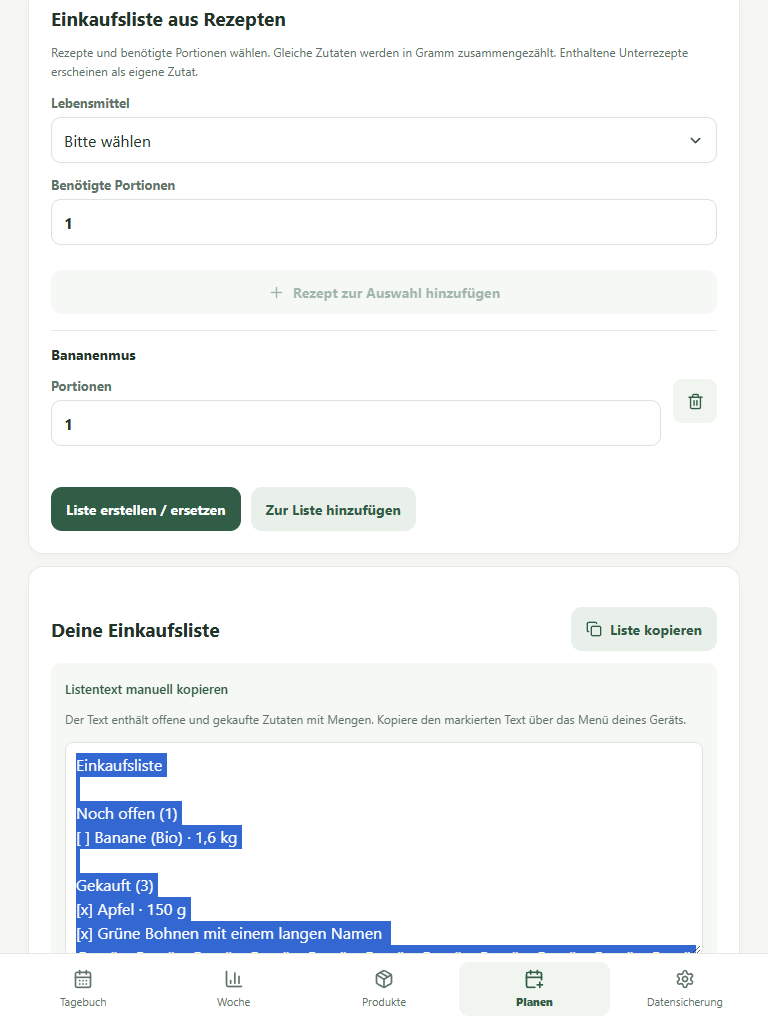 Einkaufsliste aus Rezepten
Rezepte und benötigte Portionen wählen. Gleiche Zutaten werden in Gramm zusammengezählt. Enthaltene Unterrezepte
erscheinen als eigene Zutat.
Lebensmittel
Bitte wählen
Benötigte Portionen
1
Rezept zur Auswahl hinzufügen
Bananenmus
Portionen
1
Liste erstellen / ersetzen
Zur Liste hinzufügen
Deine Einkaufsliste
Liste kopieren
Listentext manuell kopieren
Der Text enthält offene und gekaufte Zutaten mit Mengen. Kopiere den markierten Text über das Menü deines Geräts.
Einkaufsliste
Noch offen (1)
[ ] Banane (Bio) · 1,6 kg
Gekauft (3)
[x] Apfel · 150 g
[x] Grüne Bohnen mit einem langen Namen
Tagebuch
Woche
Produkte
Planen
Datensicherung